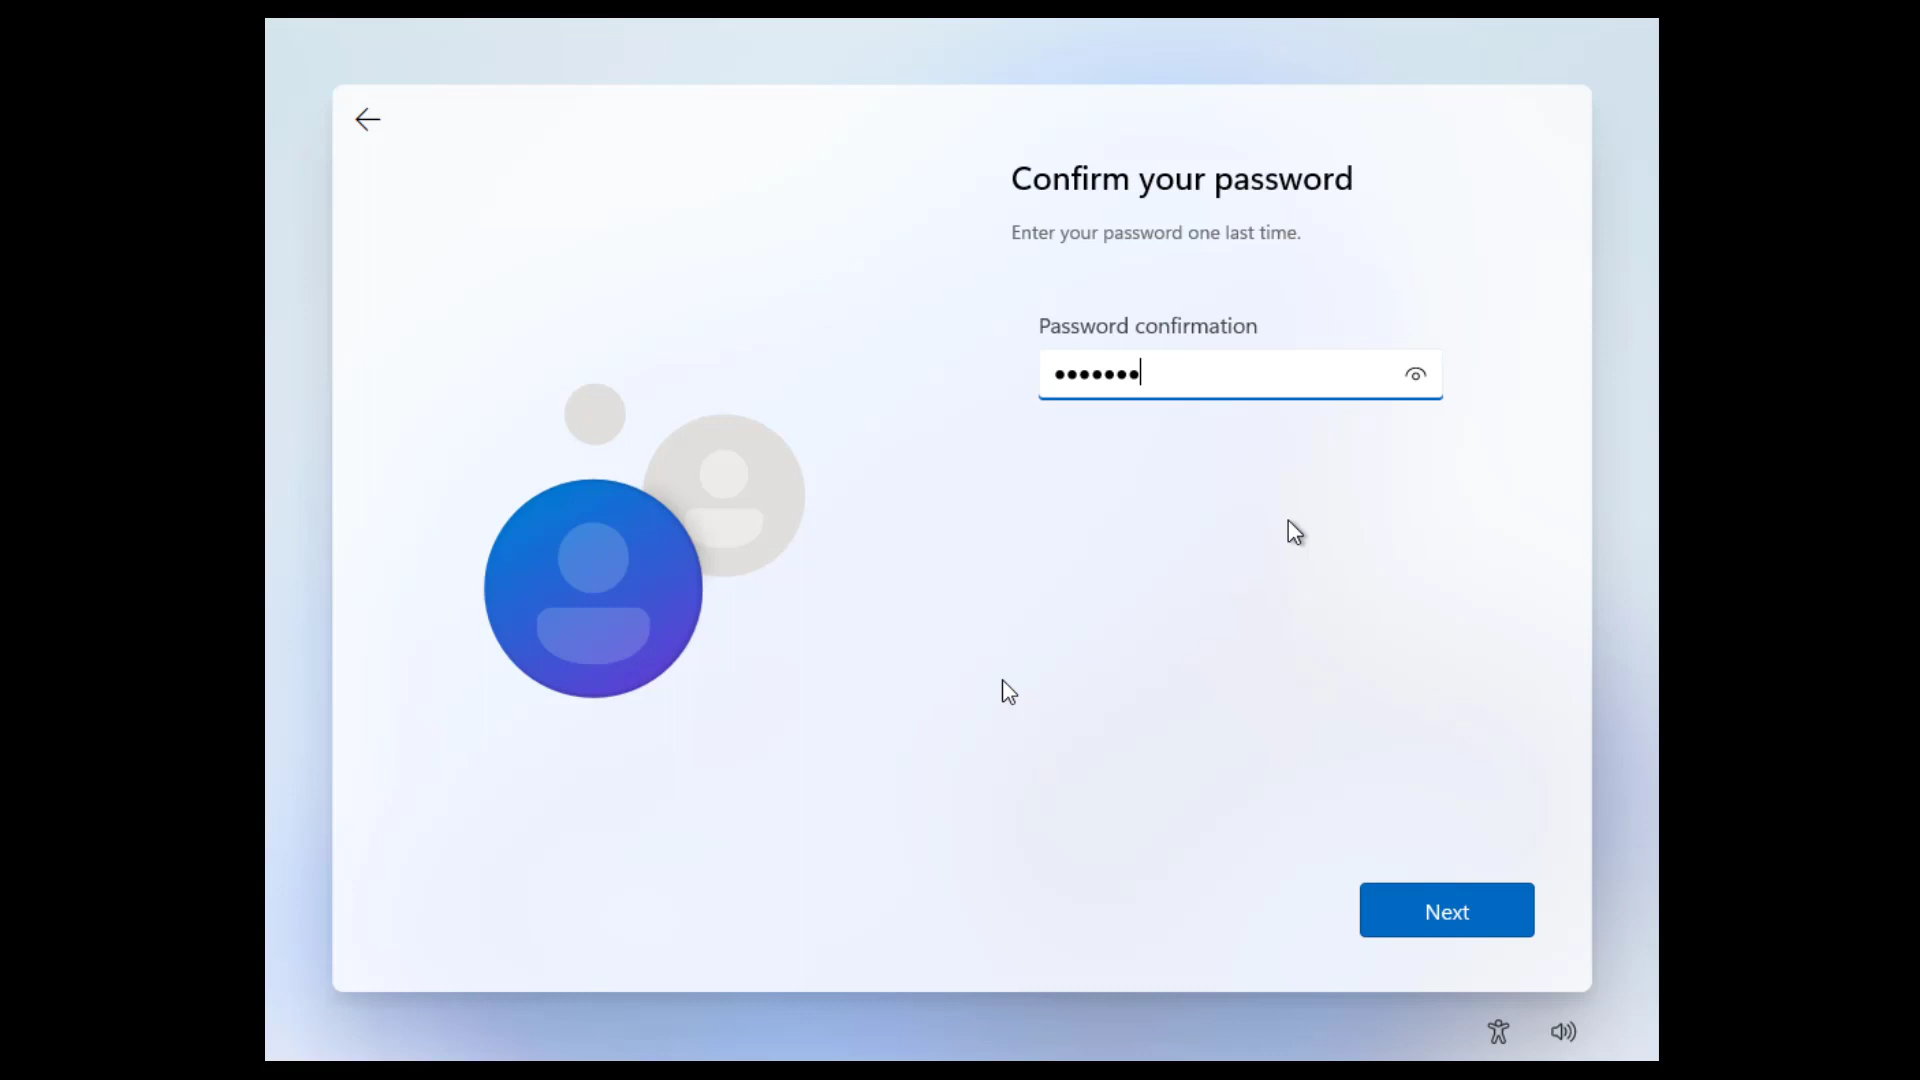 Confirm your password
Enter your password one last time.
Password confirmation
•••••••
Next